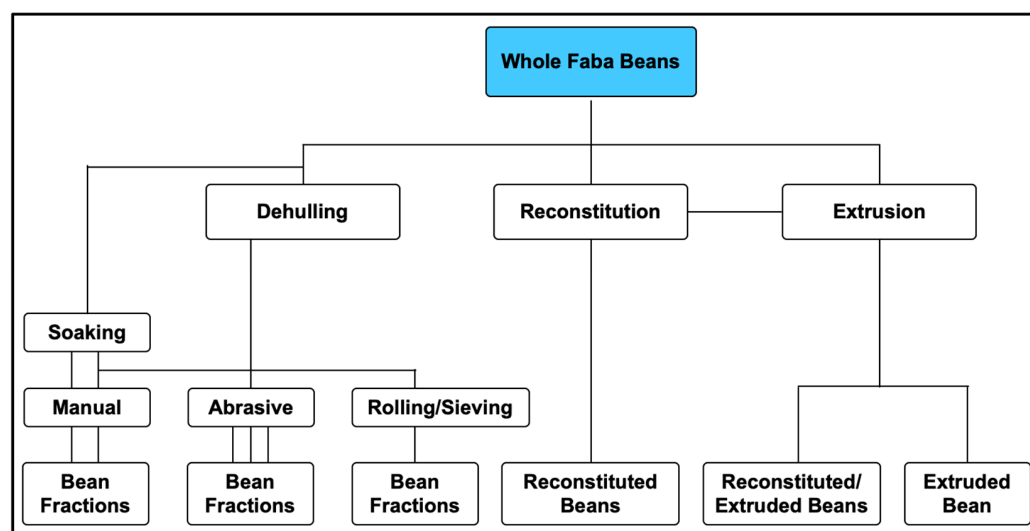 Whole Faba Beans
Dehulling
Reconstitution
Extrusion
Soaking
Manual
Abrasive
Rolling/Sieving
Bean
Fractions
Bean
Fractions
Bean
Fractions
Reconstituted
Beans
Reconstituted/
Extruded Beans
Extruded
Bean